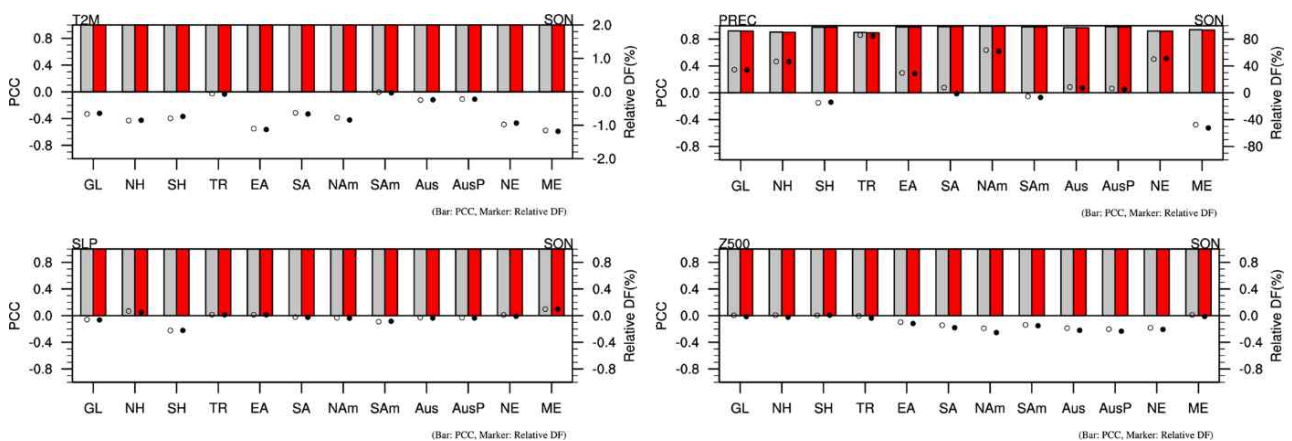 T2M SON
0.8 2.0
0.4 1.0
0.0 0.0
-0.4 -1.0
-0.8 -2.0
PCC
Relative DF(%)
GL NH SH TR EA SA NAm SAm Aus AusP NE ME
(Bar: PCC, Marker: Relative DF)
PREC SON
0.8 80
0.4 40
0.0 0
-0.4 -40
-0.8 -80
PCC
Relative DF(%)
GL NH SH TR EA SA NAm SAm Aus AusP NE ME
(Bar: PCC, Marker: Relative DF)
SLP SON
0.8 0.8
0.4 0.4
0.0 0.0
-0.4 -0.4
-0.8 -0.8
PCC
Relative DF(%)
GL NH SH TR EA SA NAm SAm Aus AusP NE ME
(Bar: PCC, Marker: Relative DF)
Z500 SON
0.8 0.8
0.4 0.4
0.0 0.0
-0.4 -0.4
-0.8 -0.8
PCC
Relative DF(%)
GL NH SH TR EA SA NAm SAm Aus AusP NE ME
(Bar: PCC, Marker: Relative DF)